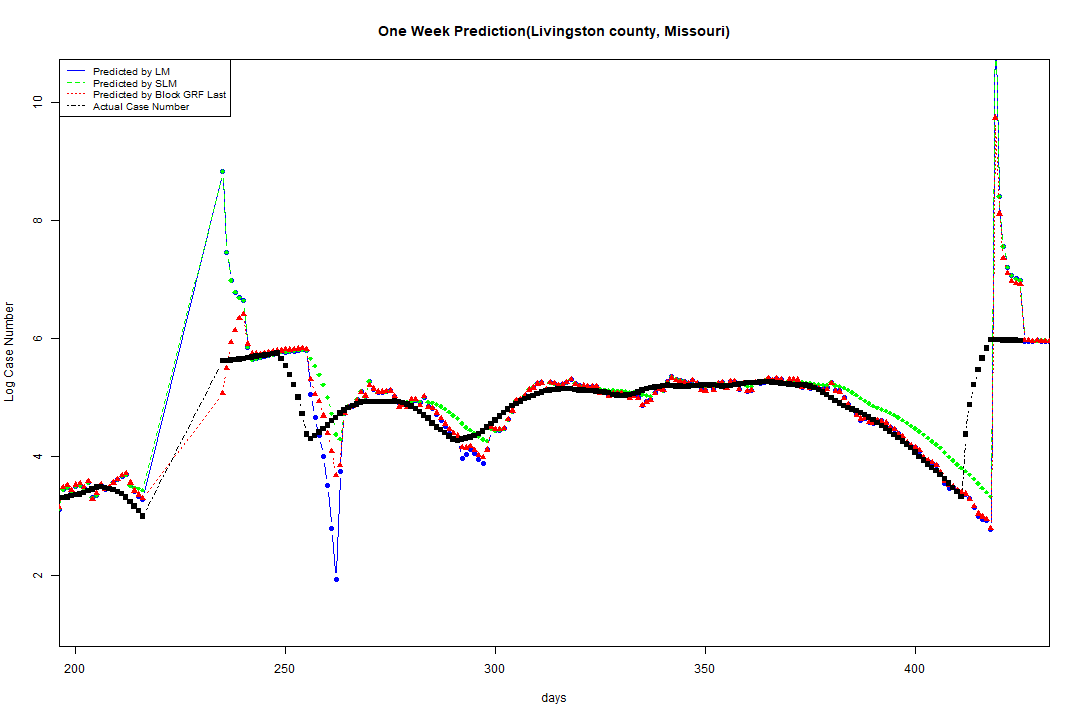 One Week Prediction(Livingston county, Missouri)
Predicted by LM
Predicted by SLM
Predicted by Block GRF Last
Actual Case Number
10
8
6
4
2
Log Case Number
200 250 300 350 400
days